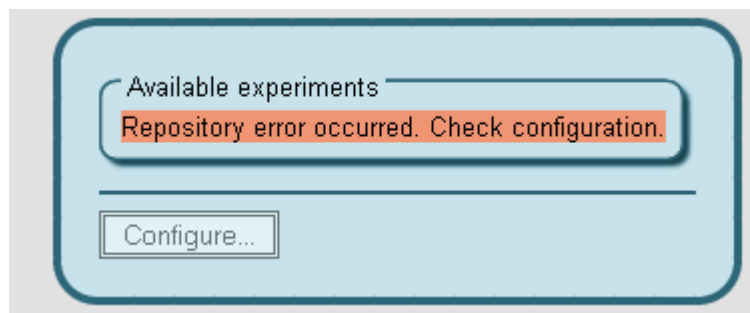 Available experiments
Repository error occurred. Check configuration.
Configure...